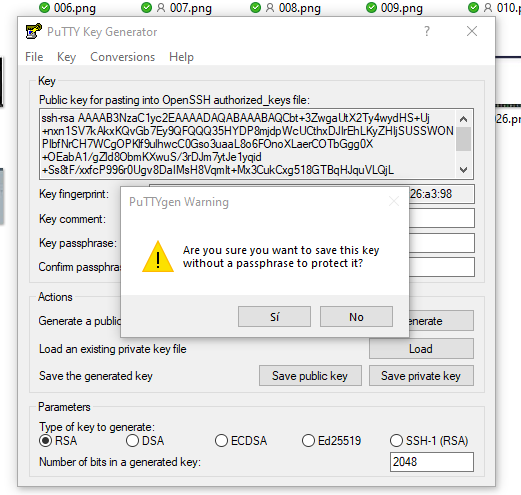 006.png
007.png
008.png
009.png
010.p
PuTTY Key Generator
?
File Key Conversions Help
Key
Public key for pasting into OpenSSH authorized_keys file:
ssh-rsa AAAAB3NzaC1yc2EAAAADAQABAAABAQCbt+3ZwgaUtX2Ty4wydHS+Uj
+nxn1SV7kAkxKQvGb7Ey9QFQQQ35HYDP8mjdpWcUCthxDJIrEhLKyZHIjSUSSWON
PIbfNrCH7WCgOPKlf9ulhwcC0Gso3uaaL8o6FOnoXLaerCOTbGgg0X
+OEabA1/gZId8ObmKXwuS/3rDJm7ytJe1yqid
+Ss8tF/xxfcP996r0Ugv8DaIMsH8VqmIt+Mx3CukCxg518GTBqHJquVLQjL
26.png
Key fingerprint:
26:a3:98
Key comment:
Key passphrase:
Confirm passphra
PuTTYgen Warning
Are you sure you want to save this key
without a passphrase to protect it?
Sí
No
Actions
Generate a public
enerate
Load an existing private key file
Load
Save the generated key
Save public key
Save private key
Parameters
Type of key to generate:
RSA
DSA
ECDSA
Ed25519
SSH-1 (RSA)
Number of bits in a generated key:
2048